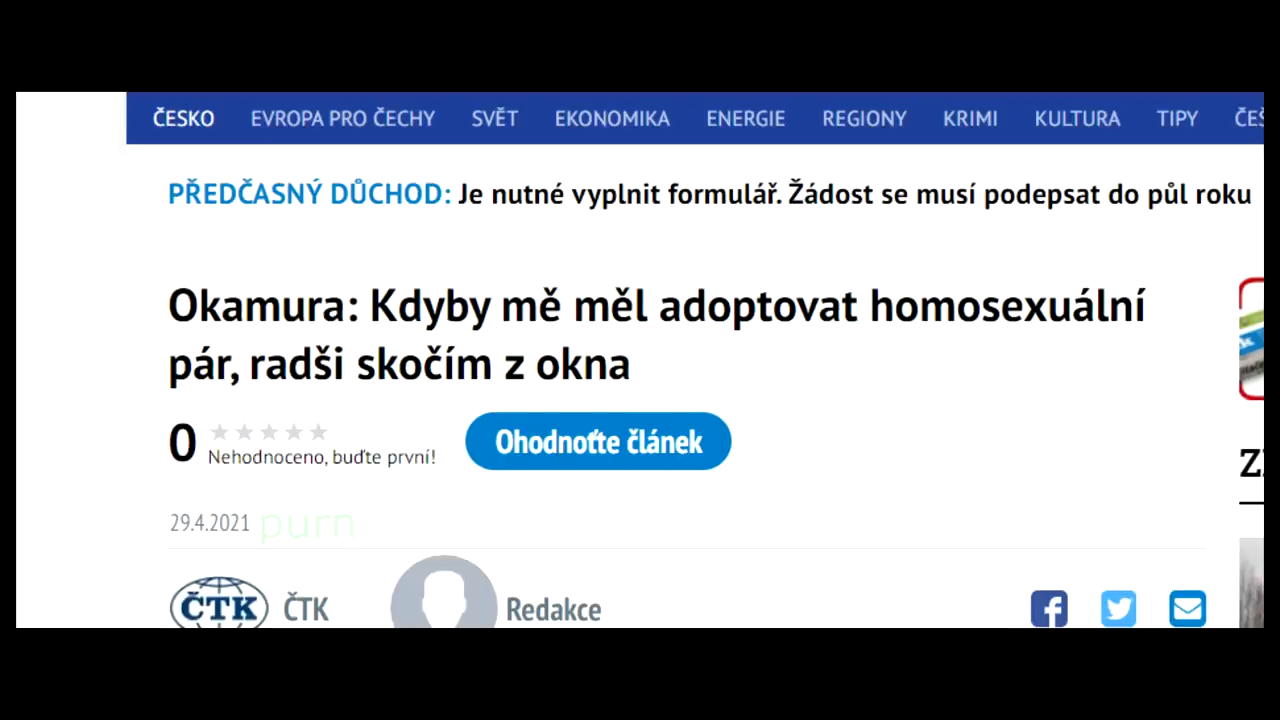 ČESKO EVROPA PRO ČECHY SVĚT EKONOMIKA ENERGIE REGIONY KRIMI KULTURA TIPY
PŘEDČASNÝ DŮCHOD: Je nutné vyplnit formulář. Žádost se musí podepsat do půl roku
Okamura: Kdyby mě měl adoptovat homosexuální
pár, radši skočím z okna
0
Nehodnoceno, buďte první!
Ohodnoťte článek
29.4.2021 purn
ČTK ČTK Redakce